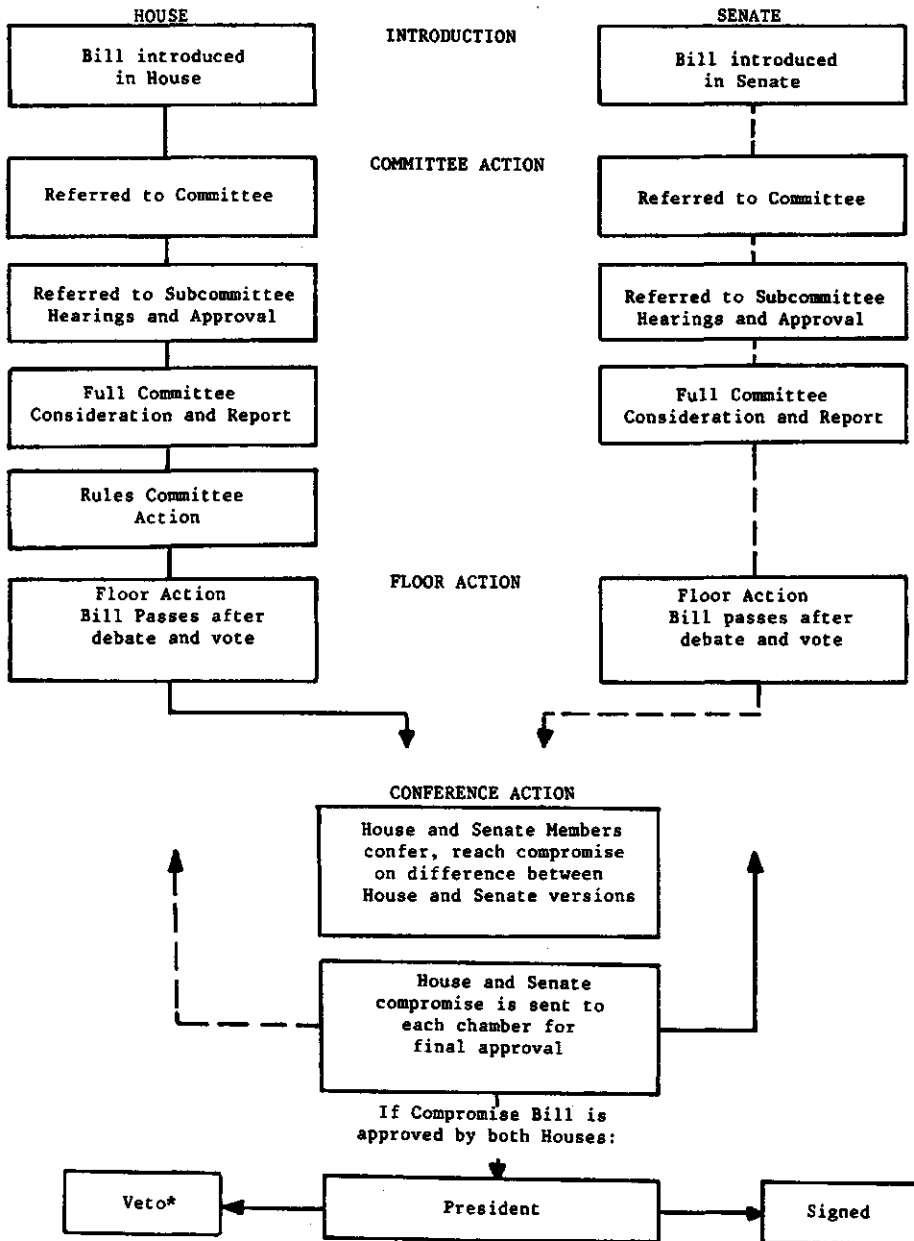 HOUSE
INTRODUCTION
SENATE
Bill introduced
in House
Bill introduced
in Senate
COMMITTEE ACTION
Referred to Committee
Referred to Committee
Referred to Subcommittee
Hearings and Approval
Referred to Subcommittee
Hearings and Approval
Full Committee
Consideration and Report
Full Committee
Consideration and Report
Rules Committee
Action
FLOOR ACTION
Floor Action
Bill Passes after
debate and vote
Floor Action
Bill passes after
debate and vote
CONFERENCE ACTION
House and Senate Members
confer, reach compromise
on difference between
House and Senate versions
House and Senate
compromise is sent to
each chamber for
final approval
If Compromise Bill is
approved by both Houses:
Veto*
President
Signed